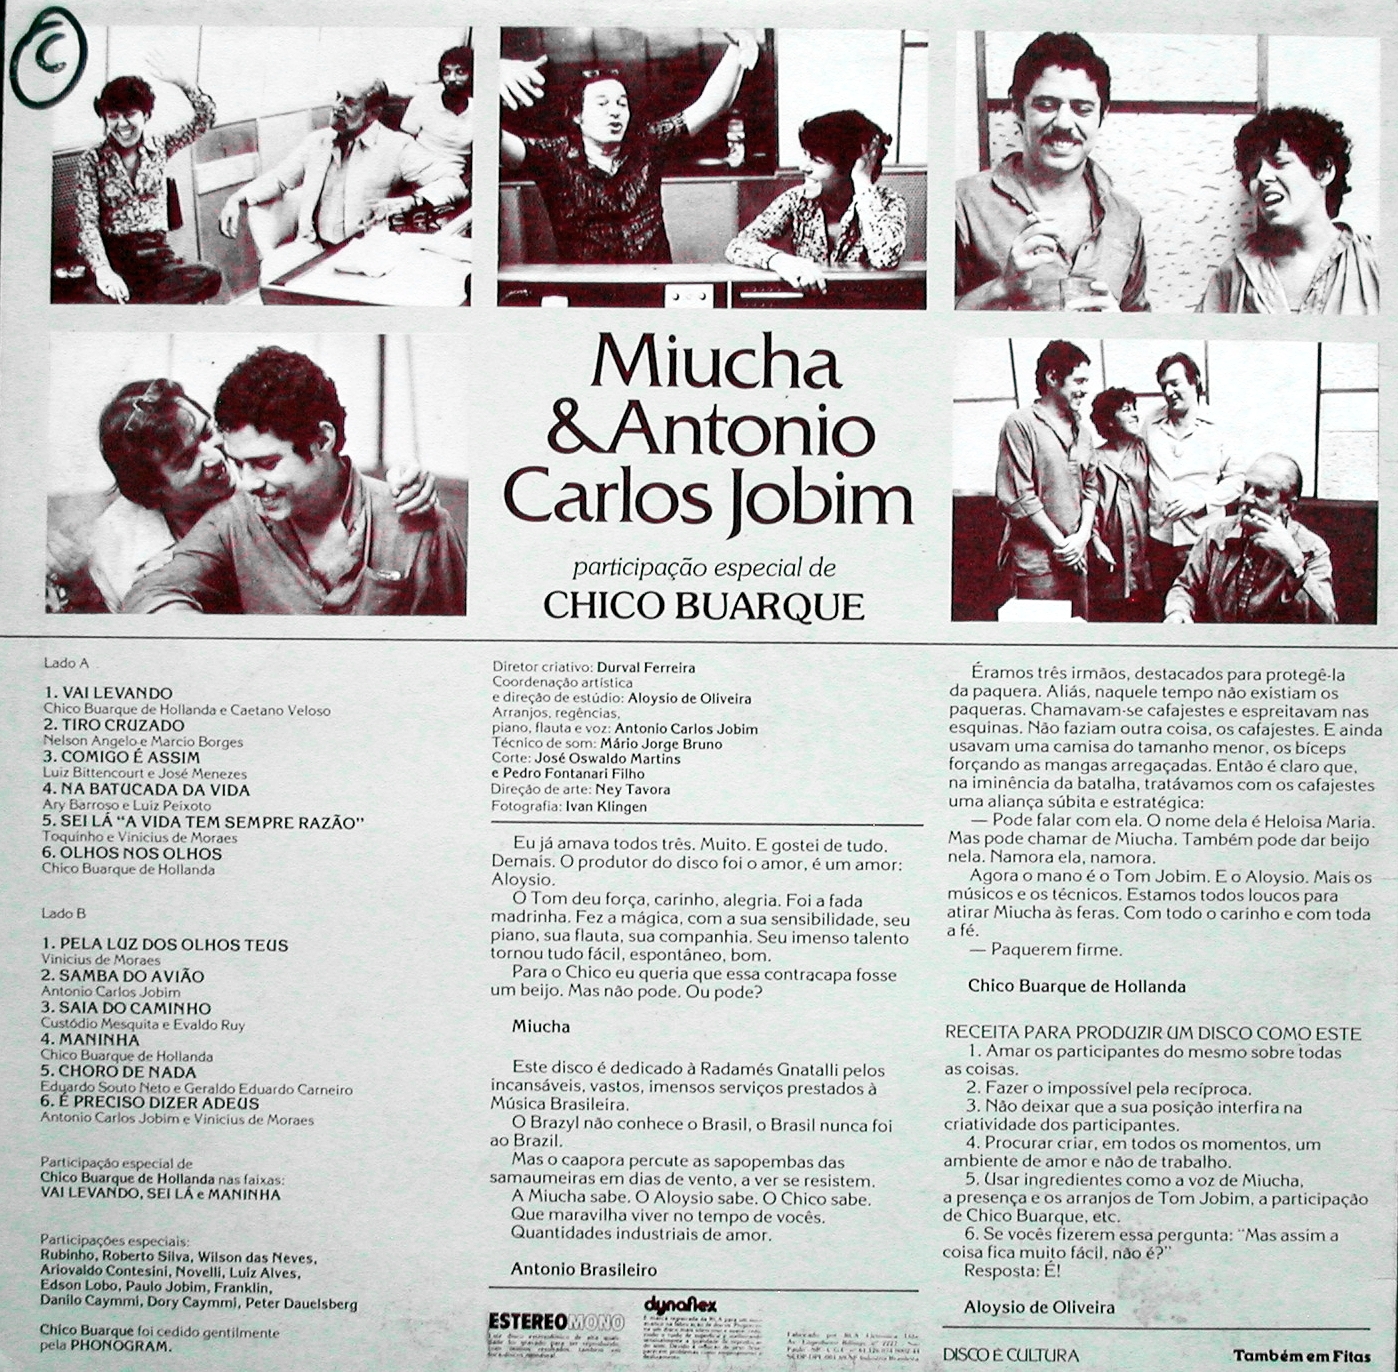 C
Miucha
& Antonio
Carlos Jobim
participação especial de
CHICO BUARQUE
Lado A
1. VAI LEVANDO
Chico Buarque de Hollanda e Caetano Veloso
2. TIRO CRUZADO
Nelson Angelo e Marcio Borges
3. COMIGO É ASSIM
Luiz Bittencourt e José Menezes
4. NA BATUCADA DA VIDA
Ary Barroso e Luiz Peixoto
5. SEI LÁ “A VIDA TEM SEMPRE RAZÃO”
Toquinho e Vinicius de Moraes
6. OLHOS NOS OLHOS
Chico Buarque de Hollanda
Lado B
1. PELA LUZ DOS OLHOS TEUS
Vinicius de Moraes
2. SAMBA DO AVIÃO
Antonio Carlos Jobim
3. SAIA DO CAMINHO
Custódio Mesquita e Evaldo Ruy
4. MANINHA
Chico Buarque de Hollanda
5. CHORO DE NADA
Eduardo Souto Neto e Geraldo Eduardo Carneiro
6. É PRECISO DIZER ADEUS
Antonio Carlos Jobim e Vinicius de Moraes
Participação especial de
Chico Buarque de Hollanda nas faixas:
VAI LEVANDO, SEI LÁ e MANINHA
Participações especiais:
Rubinho, Roberto Silva, Wilson das Neves,
Ariovaldo Contesini, Novelli, Luiz Alves,
Edson Lobo, Paulo Jobim, Franklin,
Danilo Caymmi, Dory Caymmi, Peter Dauelsberg
Chico Buarque foi cedido gentilmente
pela PHONOGRAM.
Diretor criativo: Durval Ferreira
Coordenação artística
e direção de estúdio: Aloysio de Oliveira
Arranjos, regências,
piano, flauta e voz: Antonio Carlos Jobim
Técnico de som: Mário Jorge Bruno
Corte: José Oswaldo Martins
e Pedro Fontanari Filho
Direção de arte: Ney Tavora
Fotografia: Ivan Klingen
Eu já amava todos três. Muito. E gostei de tudo.
Demais. O produtor do disco foi o amor, é um amor:
Aloysio.
O Tom deu força, carinho, alegria. Foi a fada
madrinha. Fez a mágica, com a sua sensibilidade, seu
piano, sua flauta, sua companhia. Seu imenso talento
tornou tudo fácil, espontâneo, bom.
Para o Chico eu queria que essa contracapa fosse
um beijo. Mas não pode. Ou pode?
Miucha
Este disco é dedicado à Radamés Gnatalli pelos
incansáveis, vastos, imensos serviços prestados à
Música Brasileira.
O Brazyl não conhece o Brasil, o Brasil nunca foi
ao Brazil.
Mas o caapora percute as sapopembas das
samaumeiras em dias de vento, a ver se resistem.
A Miucha sabe. O Aloysio sabe. O Chico sabe.
Que maravilha viver no tempo de vocês.
Quantidades industriais de amor.
Antonio Brasileiro
ESTEREO MONO
dynaflex
Éramos três irmãos, destacados para protegê-la
da paquera. Aliás, naquele tempo não existiam os
paqueras. Chamavam-se cafajestes e espreitavam nas
esquinas. Não faziam outra coisa, os cafajestes. E ainda
usavam uma camisa do tamanho menor, os bíceps
forçando as mangas arregaçadas. Então é claro que,
na iminência da batalha, tratávamos com os cafajestes
uma aliança súbita e estratégica:
— Pode falar com ela. O nome dela é Heloisa Maria.
Mas pode chamar de Miucha. Também pode dar beijo
nela. Namora ela, namora.
Agora o mano é o Tom Jobim. E o Aloysio. Mais os
músicos e os técnicos. Estamos todos loucos para
atirar Miucha às feras. Com todo o carinho e com toda
a fé.
— Paquerem firme.
Chico Buarque de Hollanda
RECEITA PARA PRODUZIR UM DISCO COMO ESTE
1. Amar os participantes do mesmo sobre todas
as coisas.
2. Fazer o impossível pela recíproca.
3. Não deixar que a sua posição interfira na
criatividade dos participantes.
4. Procurar criar, em todos os momentos, um
ambiente de amor e não de trabalho.
5. Usar ingredientes como a voz de Miucha,
a presença e os arranjos de Tom Jobim, a participação
de Chico Buarque, etc.
6. Se vocês fizerem essa pergunta: “Mas assim a
coisa fica muito fácil, não é?”
Resposta: É!
Aloysio de Oliveira
DISCO É CULTURA
Também em Fitas